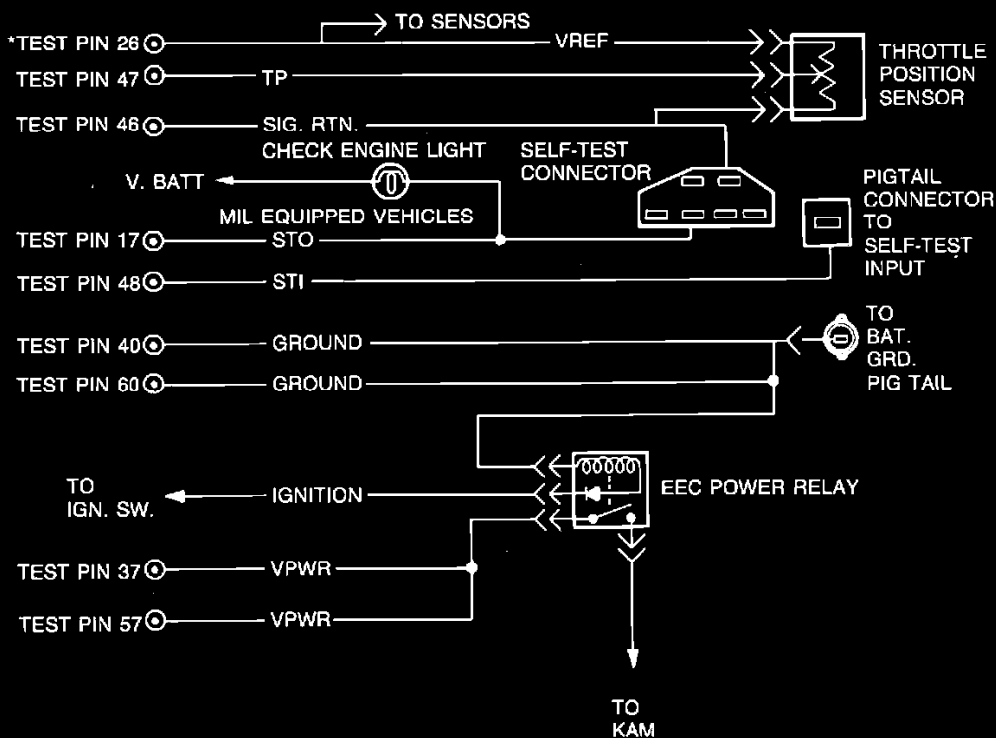 TO SENSORS
*TEST PIN 26
VREF
THROTTLE
POSITION
SENSOR
TEST PIN 47
TP
TEST PIN 46
SIG. RTN.
CHECK ENGINE LIGHT
SELF-TEST
CONNECTOR
V. BATT
MIL EQUIPPED VEHICLES
PIGTAIL
CONNECTOR
TO
SELF-TEST
INPUT
TEST PIN 17
STO
TEST PIN 48
STI
TO
BAT.
GRD.
PIG TAIL
TEST PIN 40
GROUND
TEST PIN 60
GROUND
TO
IGN. SW.
IGNITION
EEC POWER RELAY
TEST PIN 37
VPWR
TEST PIN 57
VPWR
TO
KAM